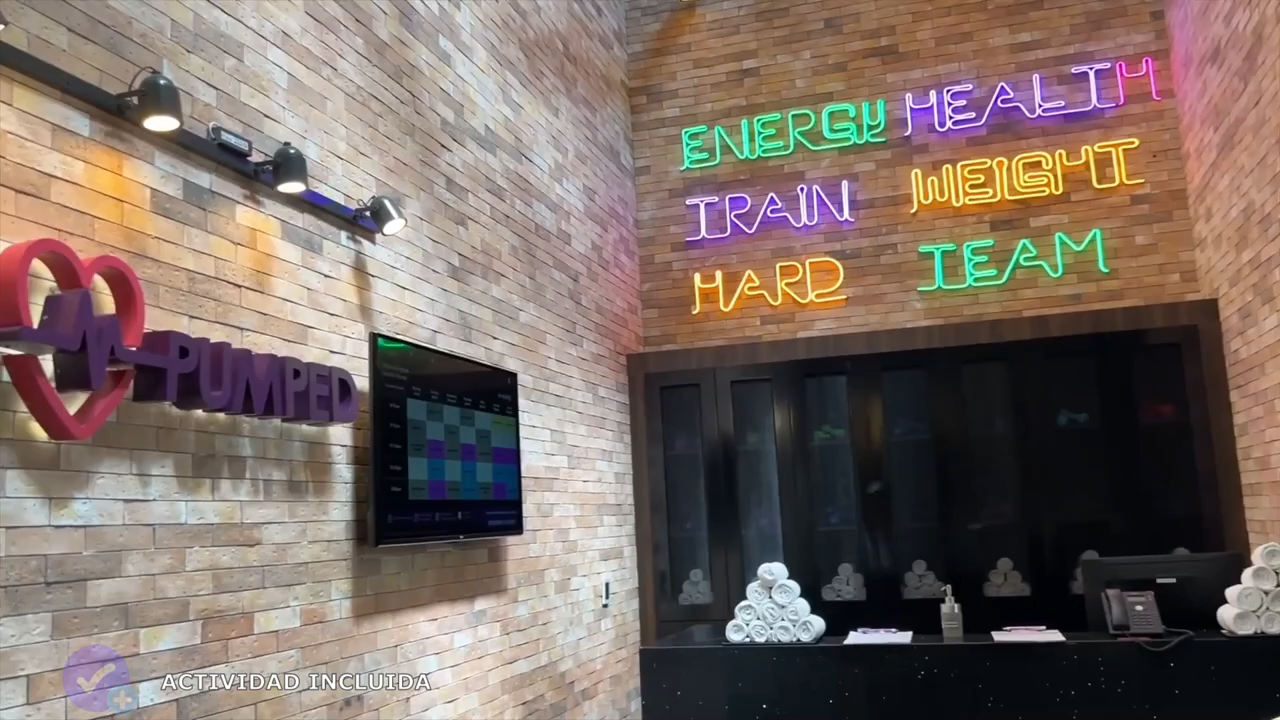 ENERGY HEALTH
TRAIN WEIGHT
HARD TEAM
PUMPED
ACTIVIDAD INCLUIDA